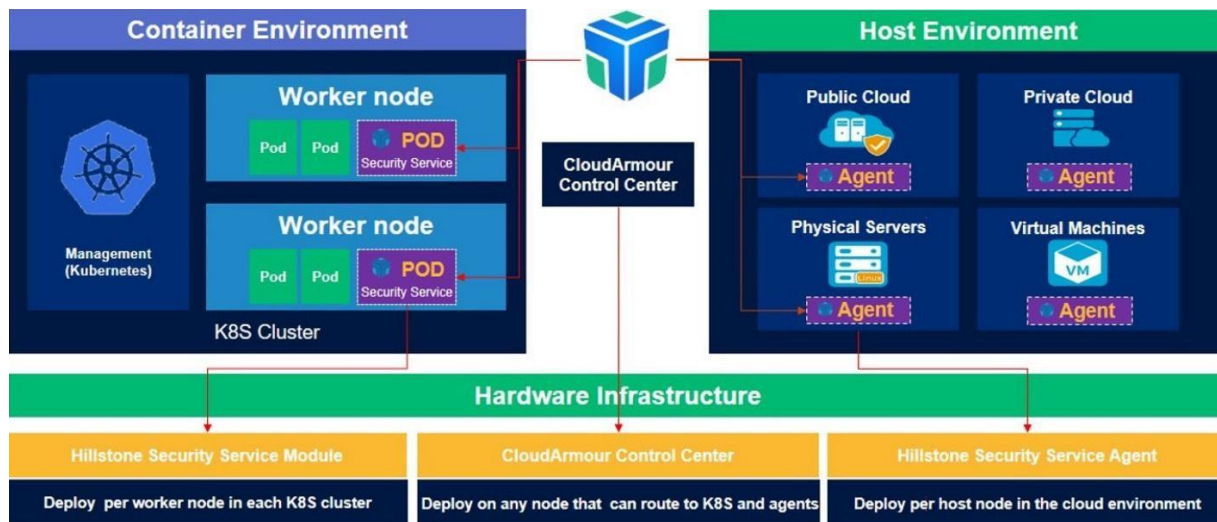 Container Environment
Worker node
Pod
Pod
POD
Security Service
Worker node
Pod
Pod
POD
Security Service
Management
(Kubernetes)
K8S Cluster
CloudArmour
Control Center
Host Environment
Public Cloud
Agent
Private Cloud
Agent
Physical Servers
Linux
Agent
Virtual Machines
VM
Agent
Hardware Infrastructure
Hillstone Security Service Module
Deploy per worker node in each K8S cluster
CloudArmour Control Center
Deploy on any node that can route to K8S and agents
Hillstone Security Service Agent
Deploy per host node in the cloud environment